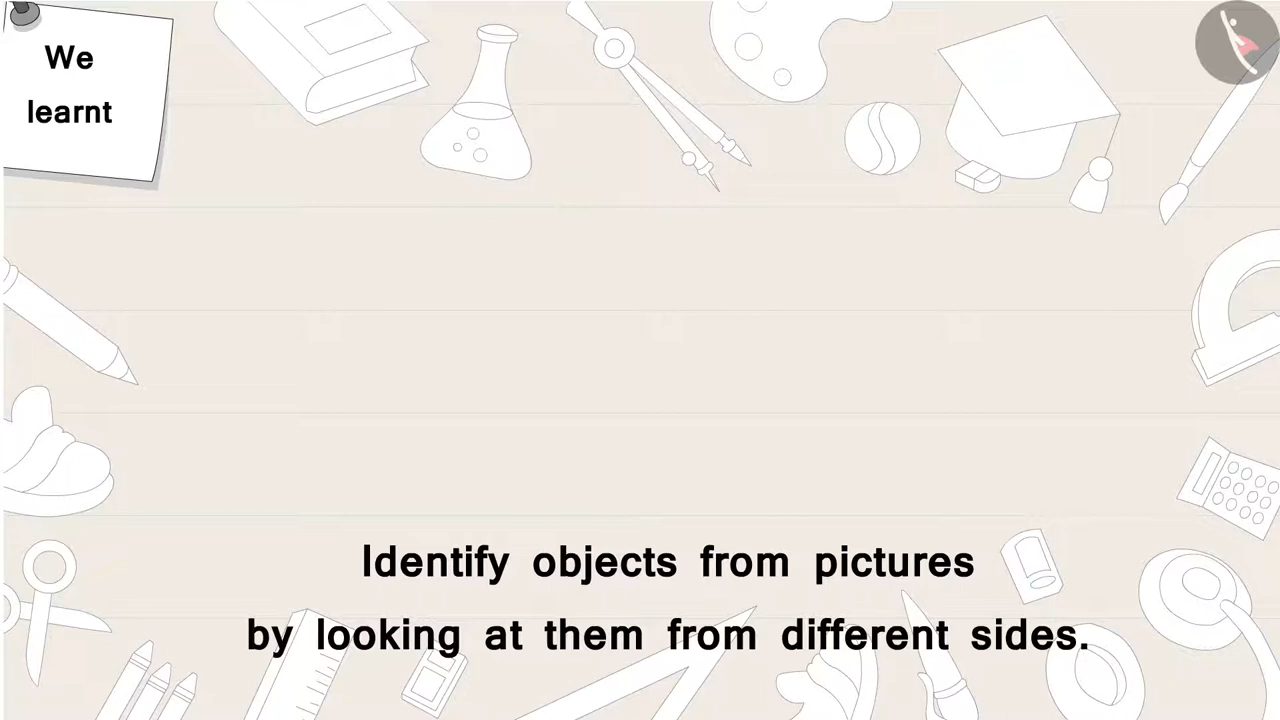 We
learnt
Identify objects from pictures
by looking at them from different sides.